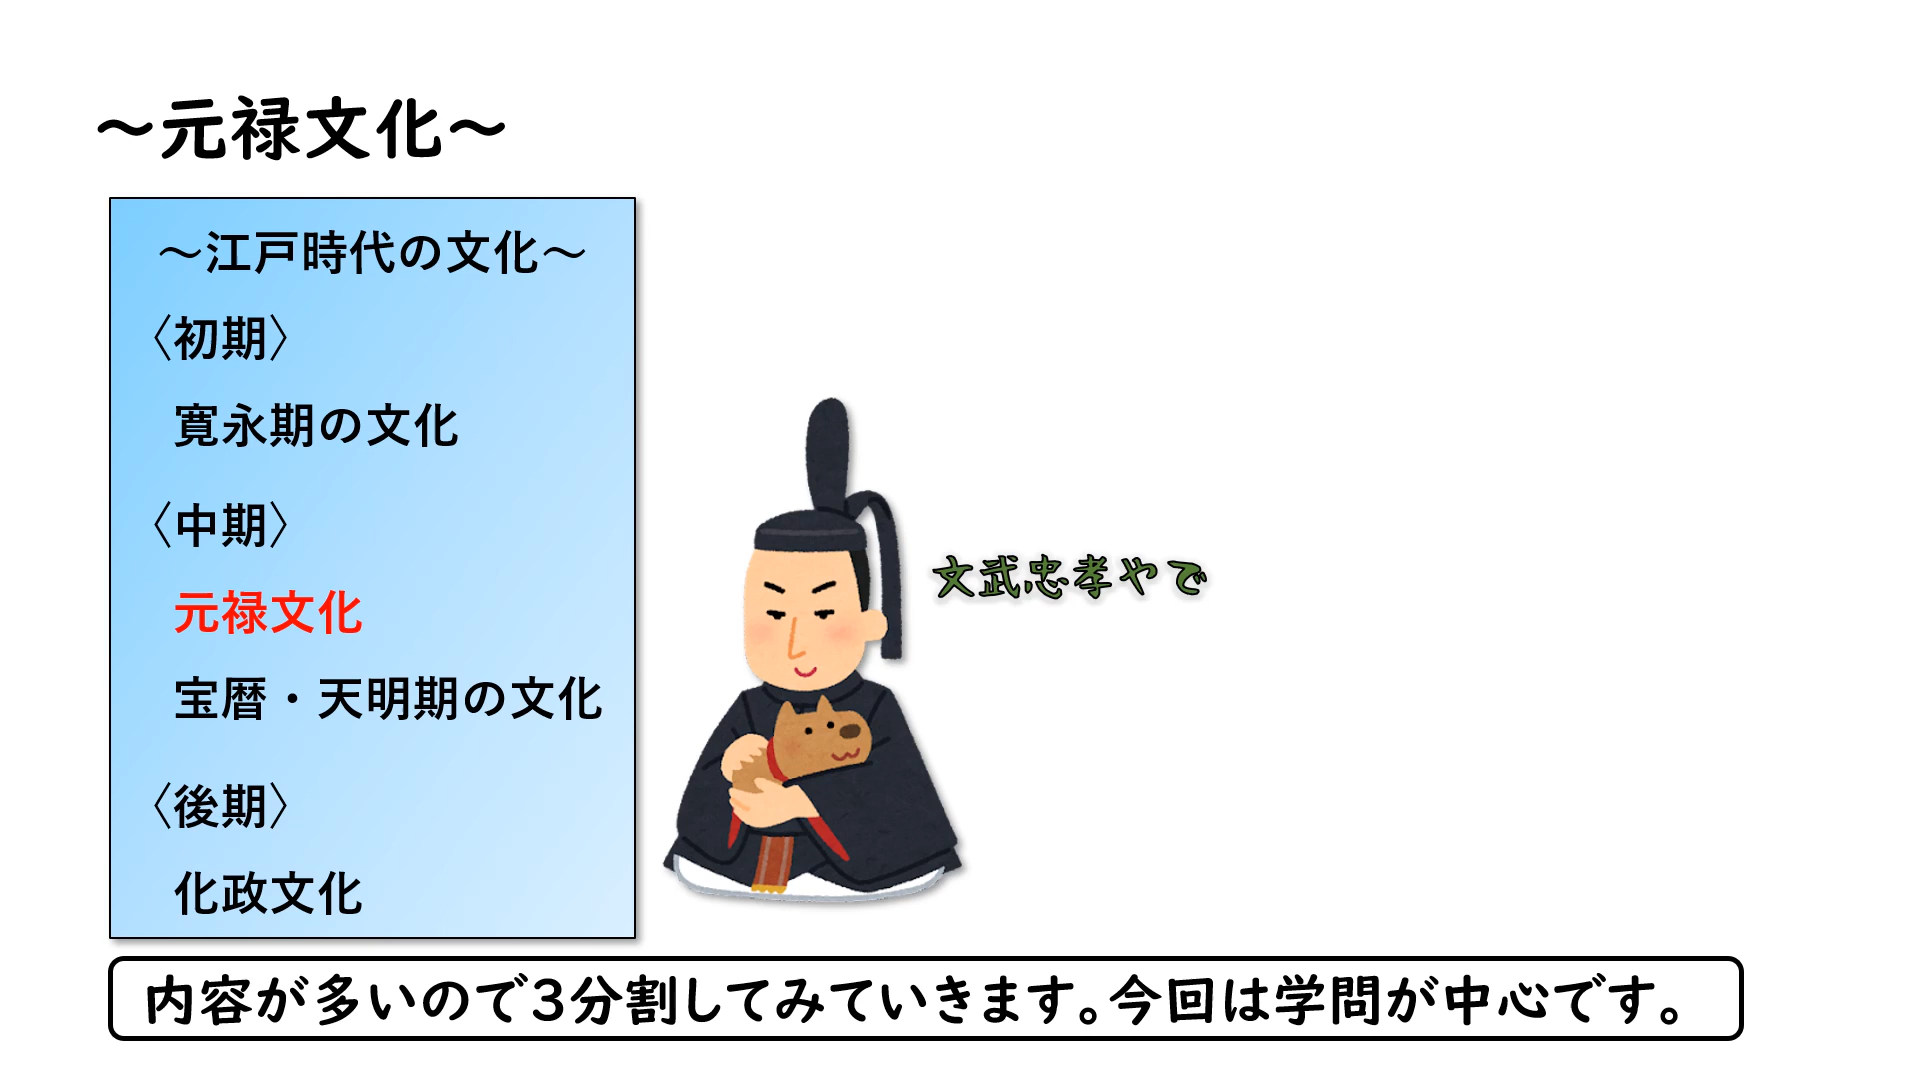 ～元禄文化～
～江戸時代の文化～
〈初期〉
寛永期の文化
〈中期〉
元禄文化
宝暦・天明期の文化
〈後期〉
化政文化
文武忠孝やで
内容が多いので３分割してみていきます。今回は学問が中心です。